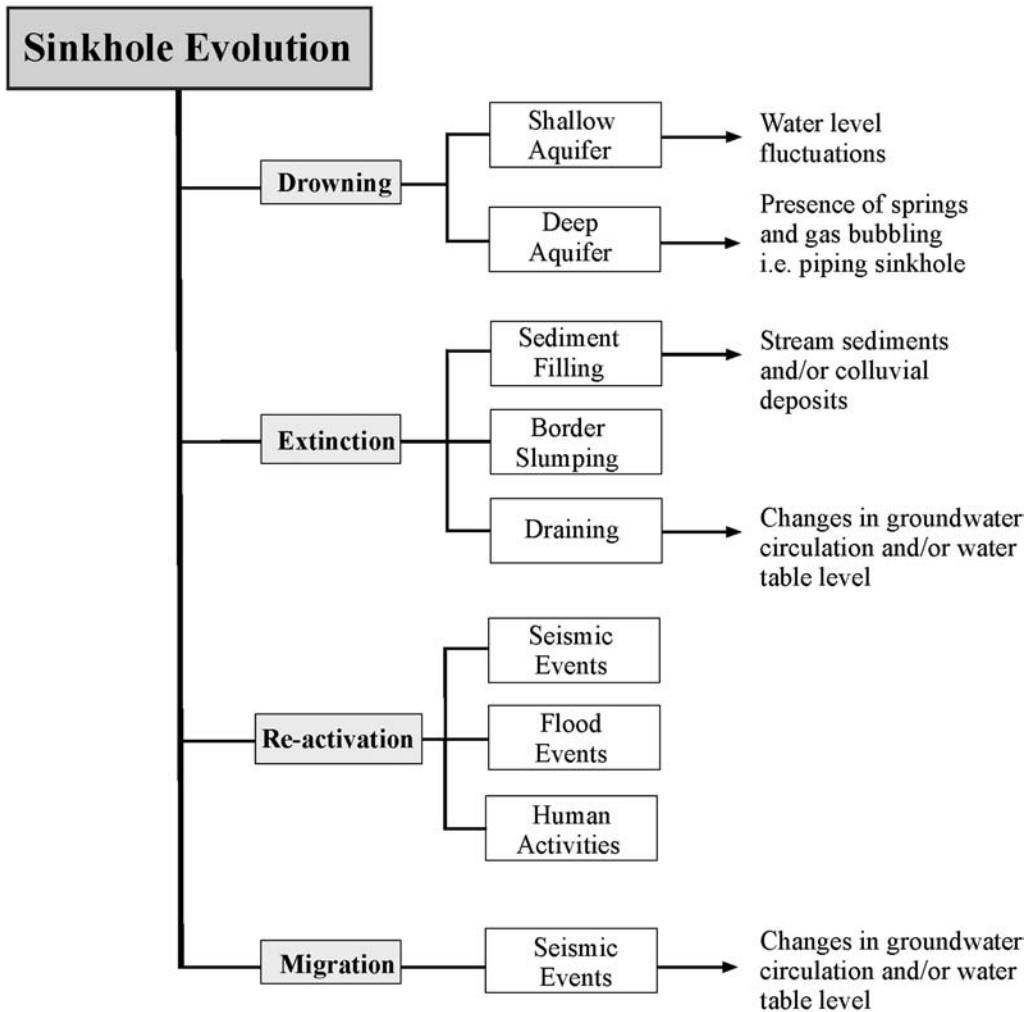 Sinkhole Evolution
Drowning
Shallow
Aquifer
Water level
fluctuations
Deep
Aquifer
Presence of springs
and gas bubbling
i.e. piping sinkhole
Extinction
Sediment
Filling
Stream sediments
and/or colluvial
deposits
Border
Slumping
Draining
Changes in groundwater
circulation and/or water
table level
Re-activation
Seismic
Events
Flood
Events
Human
Activities
Migration
Seismic
Events
Changes in groundwater
circulation and/or water
table level